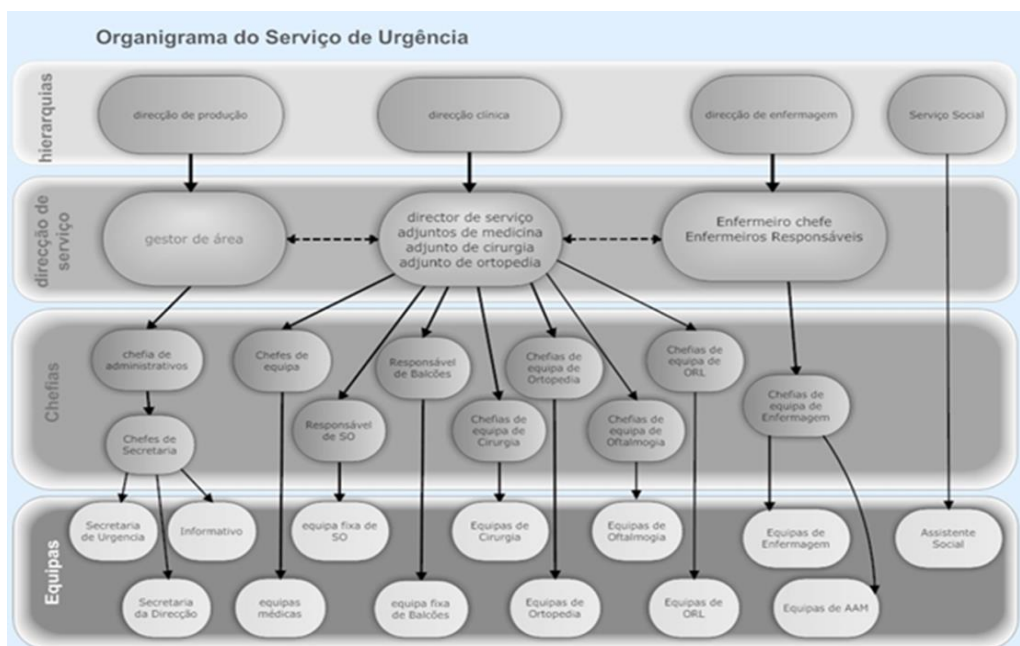 Organigrama do Serviço de Urgência
hierarquias
direcção de produção
direcção clínica
direcção de enfermagem
Serviço Social
direcção de
serviço
gestor de área
director de serviço
adjuntos de medicina
adjunto de cirurgia
adjunto de ortopedia
Enfermeiro chefe
Enfermeiros Responsáveis
Chefias
chefia de
administrativos
Chefes de
equipa
Responsável
de Balcões
Chefias de
equipa de
Ortopedia
Chefias de
equipa de
ORL
Chefes de
Secretaria
Responsável
de SO
Chefias de
equipa de
Cirurgia
Chefias de
equipa de
Oftalmogia
Chefias de
equipa de
Enfermagem
Equipas
Secretaria
de Urgencia
Informativo
equipa fixa de
SO
Equipas de
Cirurgia
Equipas de
Oftalmogia
Equipas de
Enfermagem
Assistente
Social
Secretaria
da Direcção
equipas
médicas
equipa fixa
de Balcões
Equipas de
Ortopedia
Equipas de
ORL
Equipas de AAM